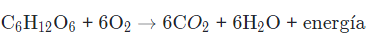 C₆H₁₂O₆ + 6O₂ → 6CO₂ + 6H₂O + energía